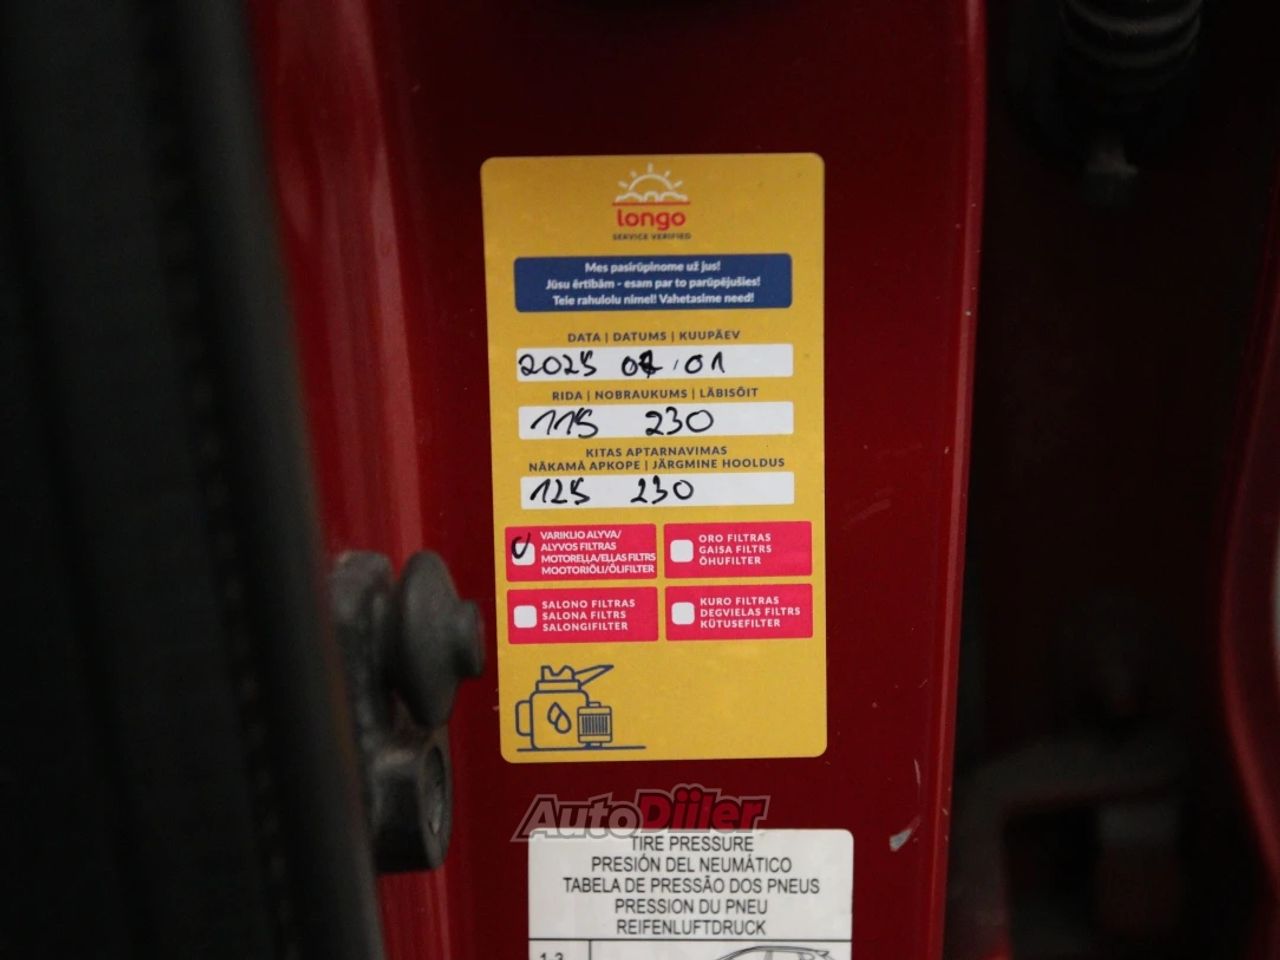 longo
SERVICE VERIFIED
Mes pasirūpinome už jus!
Jūsu ērtībām - esam par to parūpējušies!
Teie rahulolu nimel! Vahetasime need!
DATA | DATUMS | KUUPÄEV
2025 . 01
RIDA | NOBRAUKUMS | LÄBISÕIT
115 230
KITAS APTARNAVIMAS
NĀKAMĀ APKOPE | JÄRGMINE HOOLDUS
125 230
VARIKLIO ALYVA/
ALYVOS FILTRAS
MOTOREĻĻA/EĻĻAS FILTRS
MOOTORIÕLI/ÕLIFILTER
ORO FILTRAS
GAISA FILTRS
ÕHUFILTER
SALONO FILTRAS
SALONA FILTRS
SALONGIFILTER
KURO FILTRAS
DEGVIELAS FILTRS
KÜTUSEFILTER
AutoDiiler
TIRE PRESSURE
PRESIÓN DEL NEUMÁTICO
TABELA DE PRESSÃO DOS PNEUS
PRESSION DU PNEU
REIFENLUFTDRUCK